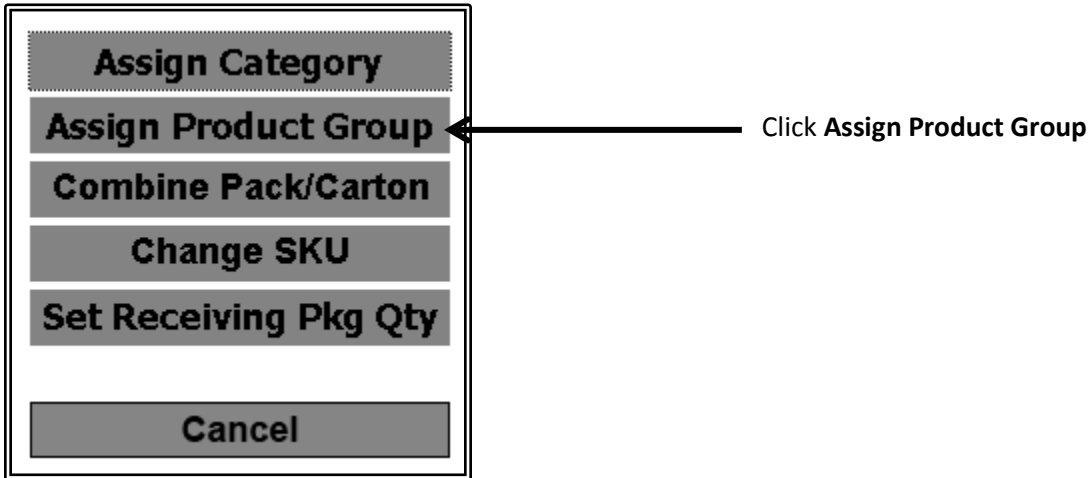 Assign Category
Assign Product Group
Click Assign Product Group
Combine Pack/Carton
Change SKU
Set Receiving Pkg Qty
Cancel